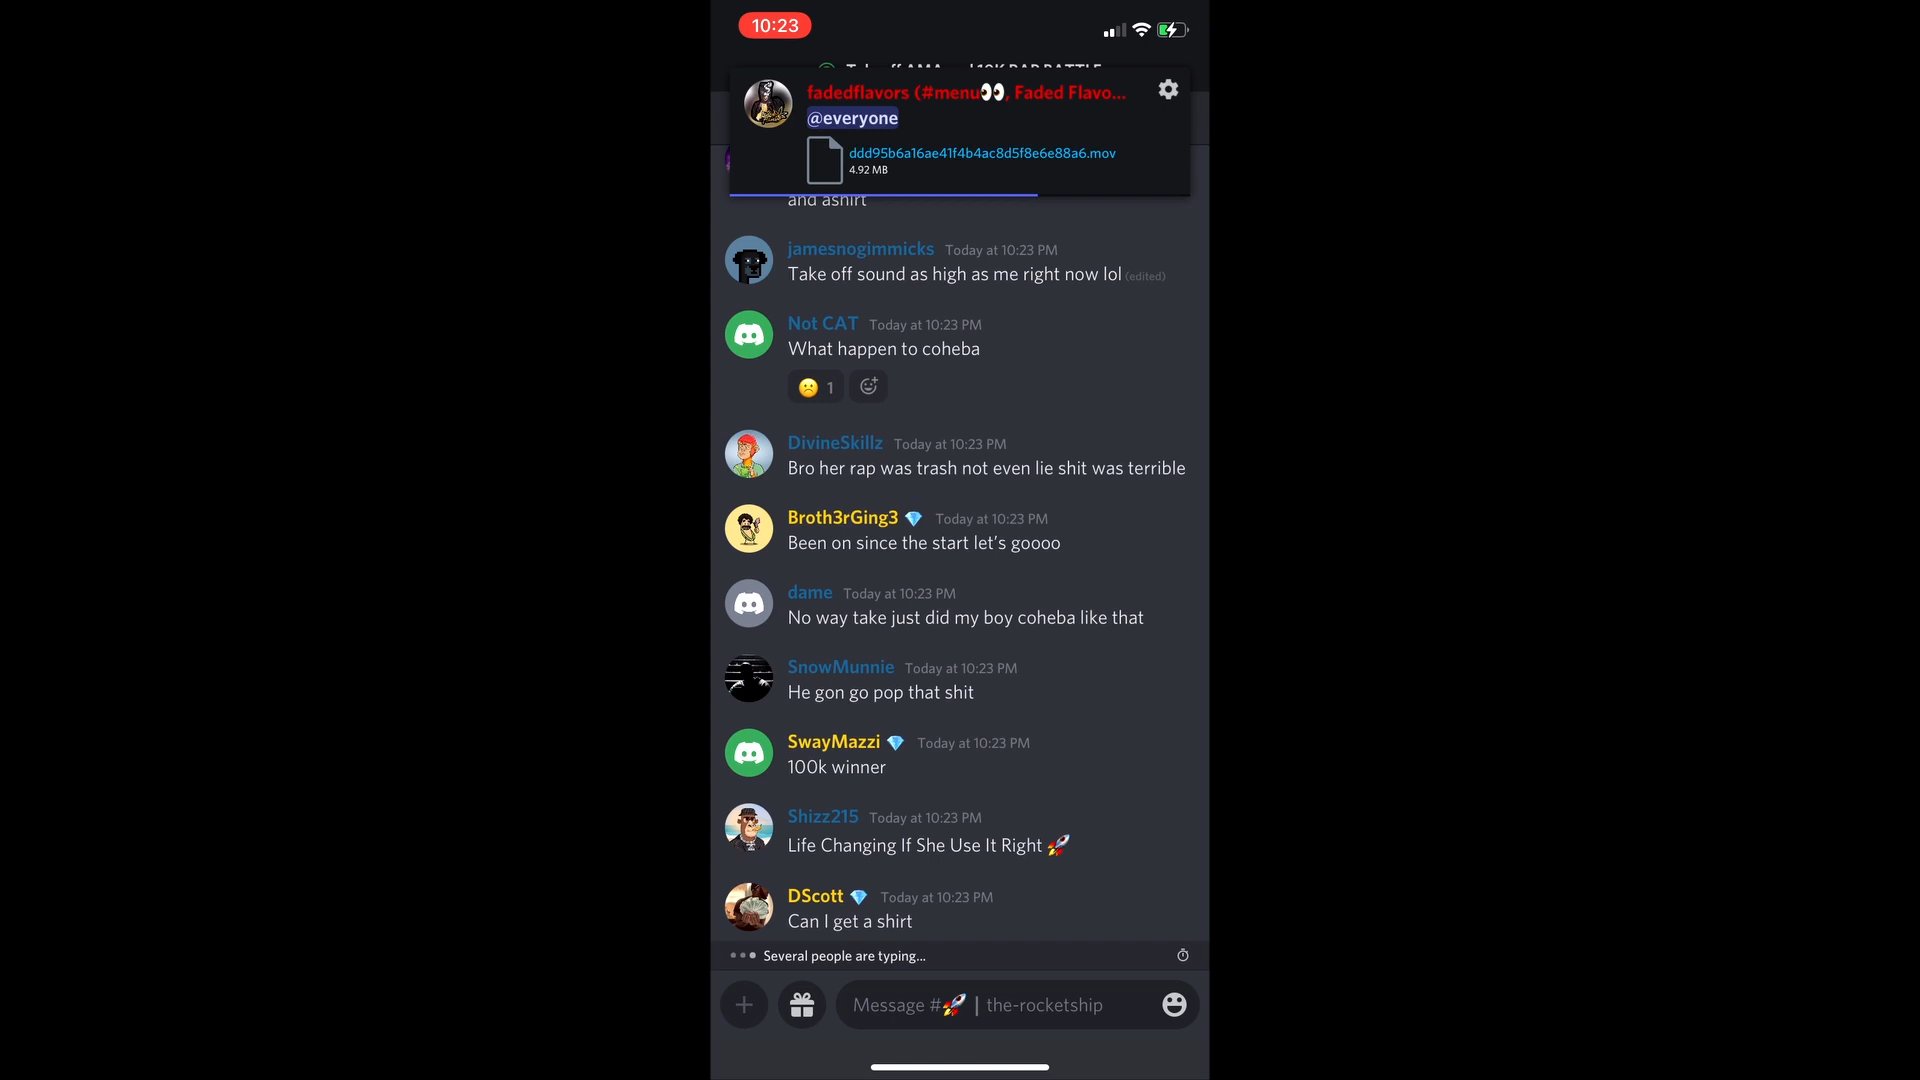 10:23
fadedflavors (#menu👀, Faded Flavo...
@everyone
ddd95b6a16ae41f4b4ac8d5f8e6e88a6.mov
4.92 MB
and ashirt
jamesnogimmicks Today at 10:23 PM
Take off sound as high as me right now lol (edited)
Not CAT Today at 10:23 PM
What happen to coheba
☹️ 1
DivineSkillz Today at 10:23 PM
Bro her rap was trash not even lie shit was terrible
Broth3rGing3 💎 Today at 10:23 PM
Been on since the start let's goooo
dame Today at 10:23 PM
No way take just did my boy coheba like that
SnowMunnie Today at 10:23 PM
He gon go pop that shit
SwayMazzi 💎 Today at 10:23 PM
100k winner
Shizz215 Today at 10:23 PM
Life Changing If She Use It Right 🚀
DScott 💎 Today at 10:23 PM
Can I get a shirt
Several people are typing...
Message #🚀 | the-rocketship